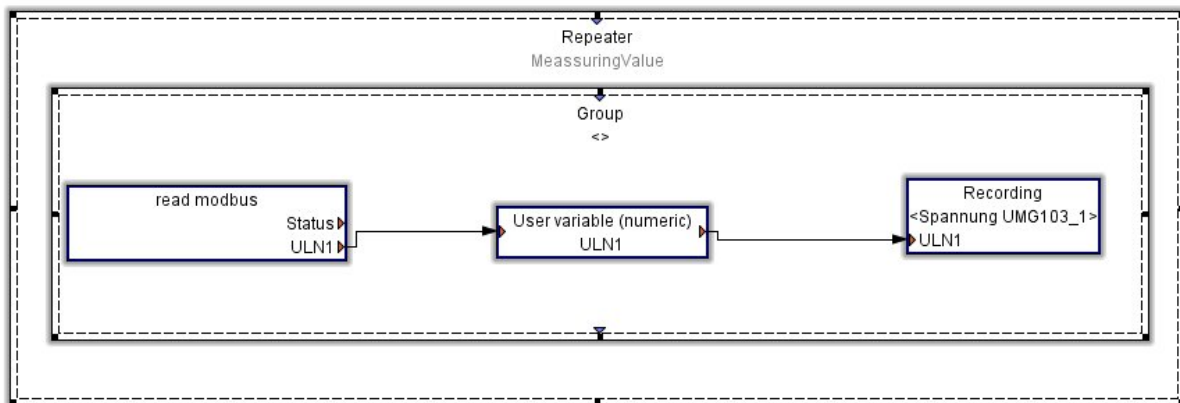 Repeater
MeassuringValue
Group
<>
read modbus
Status
ULN1
User variable (numeric)
ULN1
Recording
<Spannung UMG103_1>
ULN1